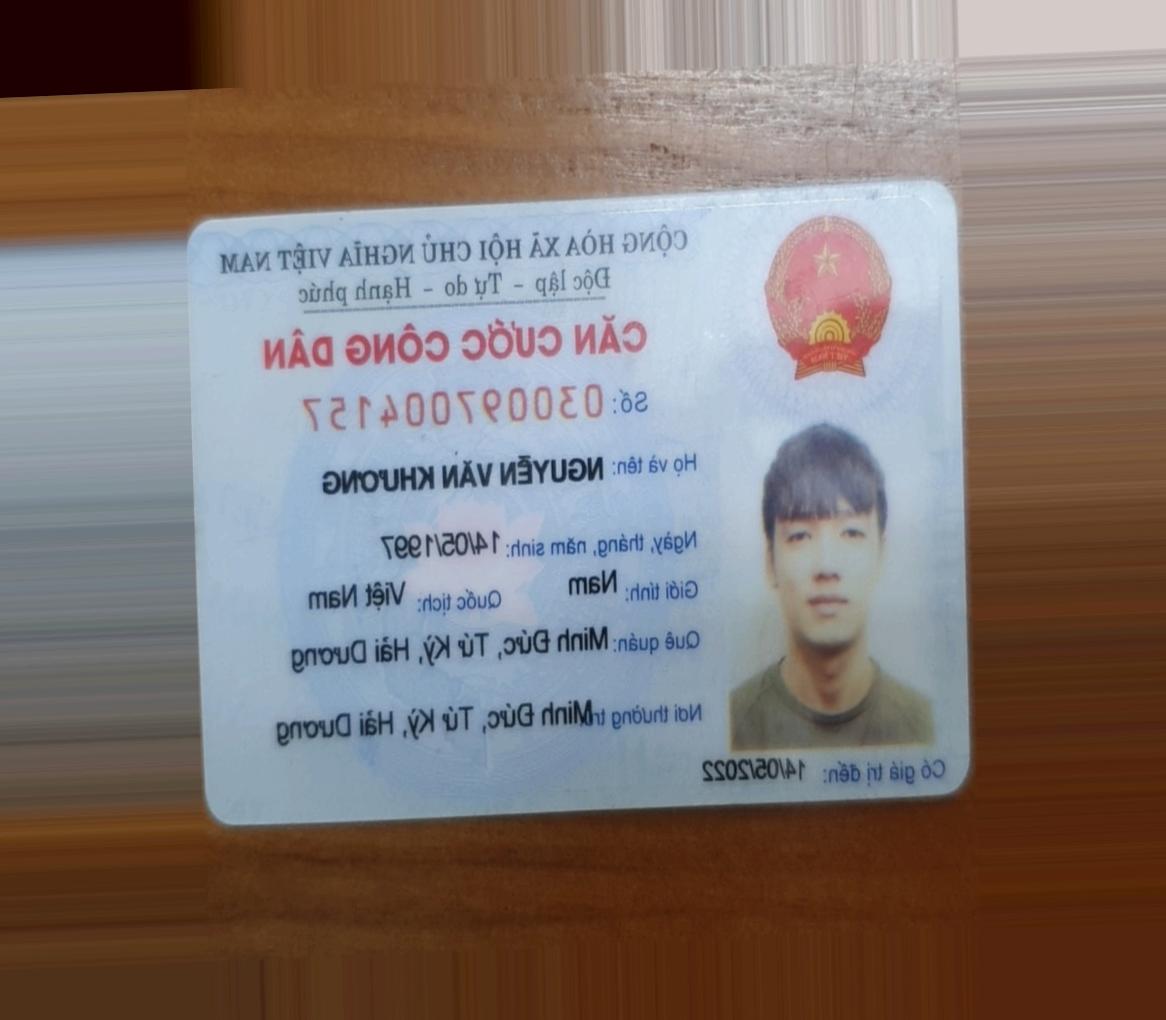 CỘNG HÒA XÃ HỘI CHỦ NGHĨA VIỆT NAM
Độc lập - Tự do - Hạnh phúc
CĂN CƯỚC CÔNG DÂN
Số: 030097004157
Họ và tên: NGUYỄN VĂN KHƯƠNG
Ngày, tháng, năm sinh: 14/05/1997
Giới tính: Nam Quốc tịch: Việt Nam
Quê quán: Minh Đức, Tứ Kỳ, Hải Dương
Nơi thường Minh Đức, Tứ Kỳ, Hải Dương
Có giá trị đến: 14/05/2022